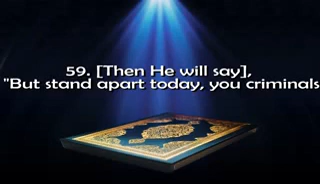 59. [Then He will say],
"But stand apart today, you criminals